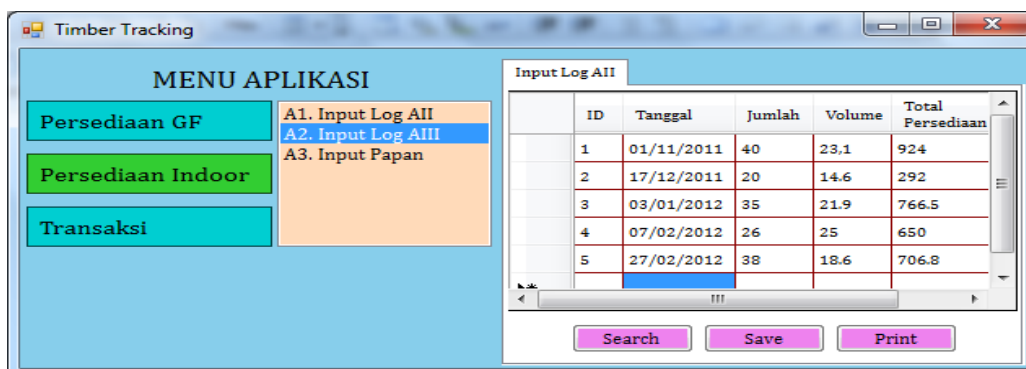 Timber Tracking
MENU APLIKASI
Persediaan GF
Persediaan Indoor
Transaksi
A1. Input Log AII
A2. Input Log AIII
A3. Input Papan
Input Log AII
ID Tanggal Jumlah Volume Total Persediaan
1 01/11/2011 40 23,1 924
2 17/12/2011 20 14.6 292
3 03/01/2012 35 21.9 766.5
4 07/02/2012 26 25 650
5 27/02/2012 38 18.6 706.8
Search Save Print